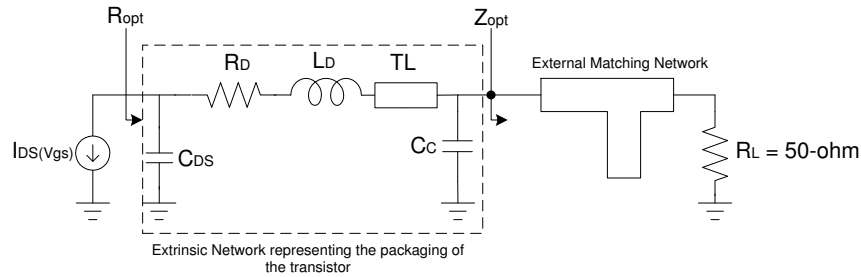 Ropt
Zopt
RD
LD
TL
External Matching Network
IDS(Vgs)
CDS
CC
RL = 50-ohm
Extrinsic Network representing the packaging of
the transistor